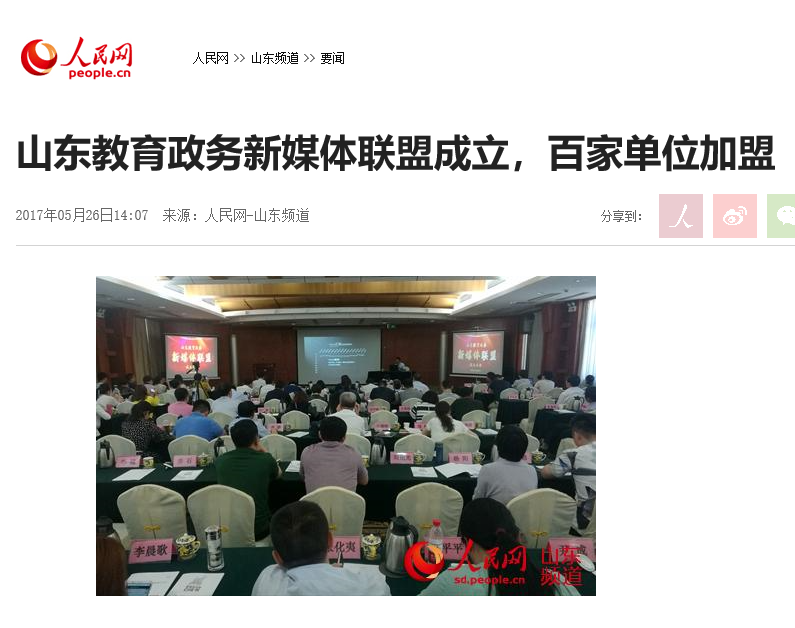 人民网
people.cn
人民网 >> 山东频道 >> 要闻
山东教育政务新媒体联盟成立，百家单位加盟
2017年05月26日14:07 来源：人民网-山东频道
分享到：
人
新媒体联盟
新媒体联盟
李晨歌
化夷
人民网
sd.people.cn
山东
频道